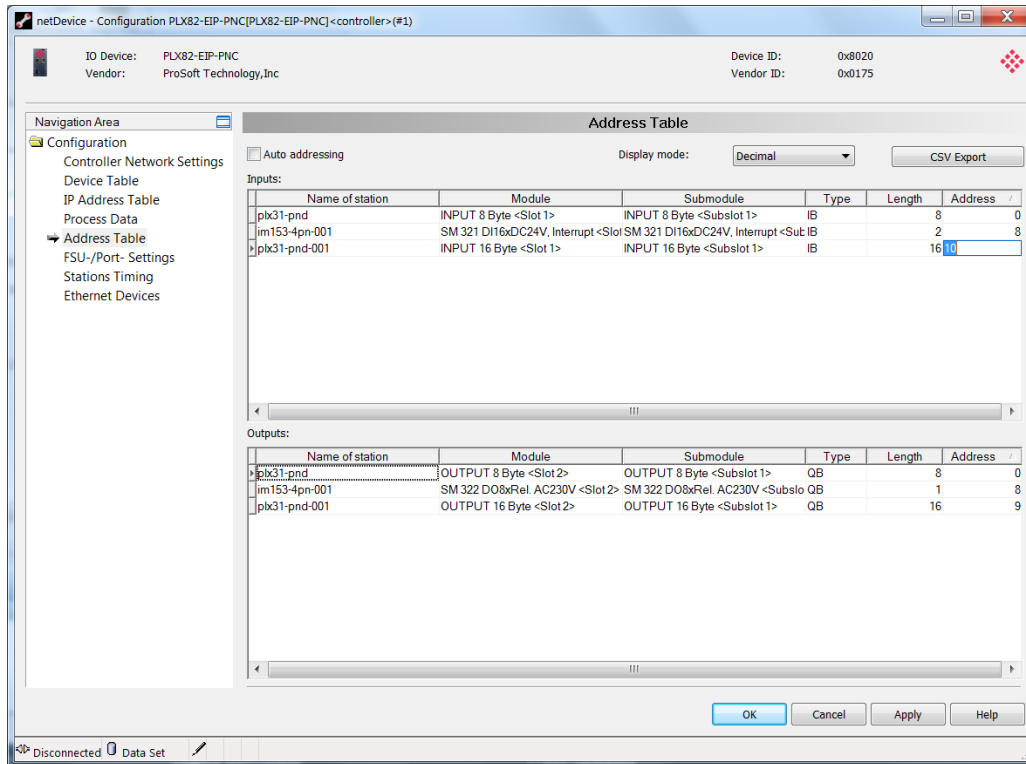 netDevice - Configuration PLX82-EIP-PNC[PLX82-EIP-PNC]<controller>(#1)
IO Device: PLX82-EIP-PNC Device ID: 0x8020
Vendor: ProSoft Technology,Inc Vendor ID: 0x0175
Navigation Area
Configuration
Controller Network Settings
Device Table
IP Address Table
Process Data
Address Table
FSU-/Port- Settings
Stations Timing
Ethernet Devices
Address Table
Auto addressing Display mode: Decimal CSV Export
Inputs:
Name of station Module Submodule Type Length Address
plx31-pnd INPUT 8 Byte <Slot 1> INPUT 8 Byte <Subslot 1> IB 8 0
im153-4pn-001 SM 321 DI16xDC24V, Interrupt <Slot SM 321 DI16xDC24V, Interrupt <Sub IB 2 8
plx31-pnd-001 INPUT 16 Byte <Slot 1> INPUT 16 Byte <Subslot 1> IB 16 10
Outputs:
Name of station Module Submodule Type Length Address
plx31-pnd OUTPUT 8 Byte <Slot 2> OUTPUT 8 Byte <Subslot 1> QB 8 0
im153-4pn-001 SM 322 DO8xRel. AC230V <Slot 2> SM 322 DO8xRel. AC230V <Subslo QB 1 8
plx31-pnd-001 OUTPUT 16 Byte <Slot 2> OUTPUT 16 Byte <Subslot 1> QB 16 9
OK Cancel Apply Help
Disconnected Data Set